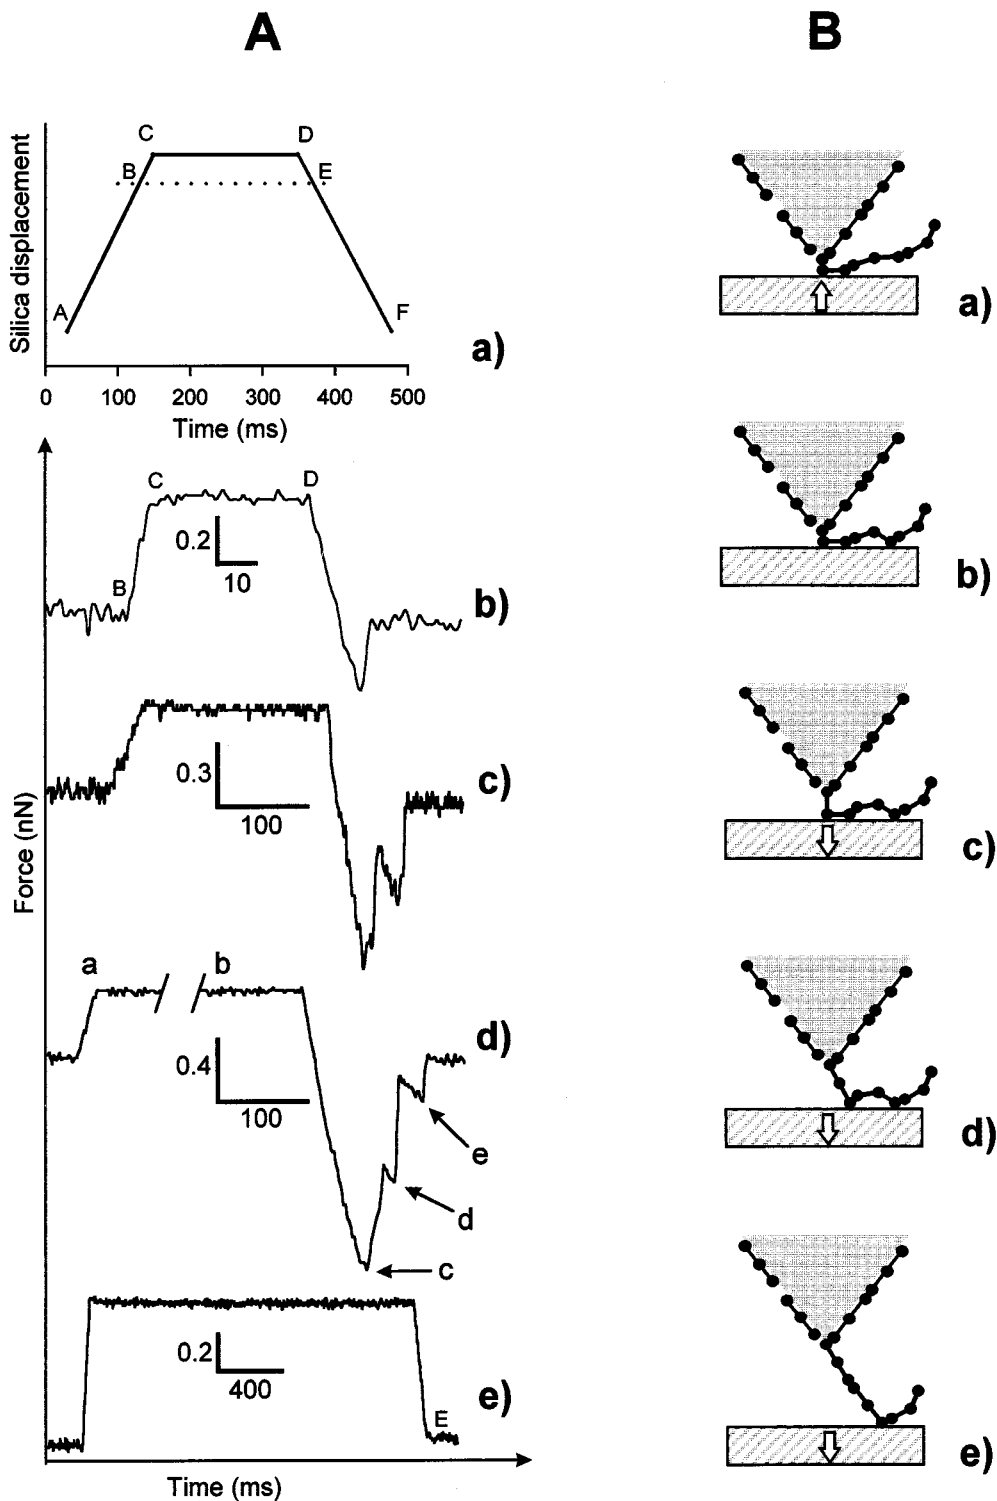 A
B
Silica displacement
C
D
B
E
A
F
a)
0 100 200 300 400 500
Time (ms)
C
D
0.2
10
B
b)
0.3
100
c)
Force (nN)
a
b
0.4
100
d)
e
d
c
0.2
400
e)
E
Time (ms)
a)
b)
c)
d)
e)